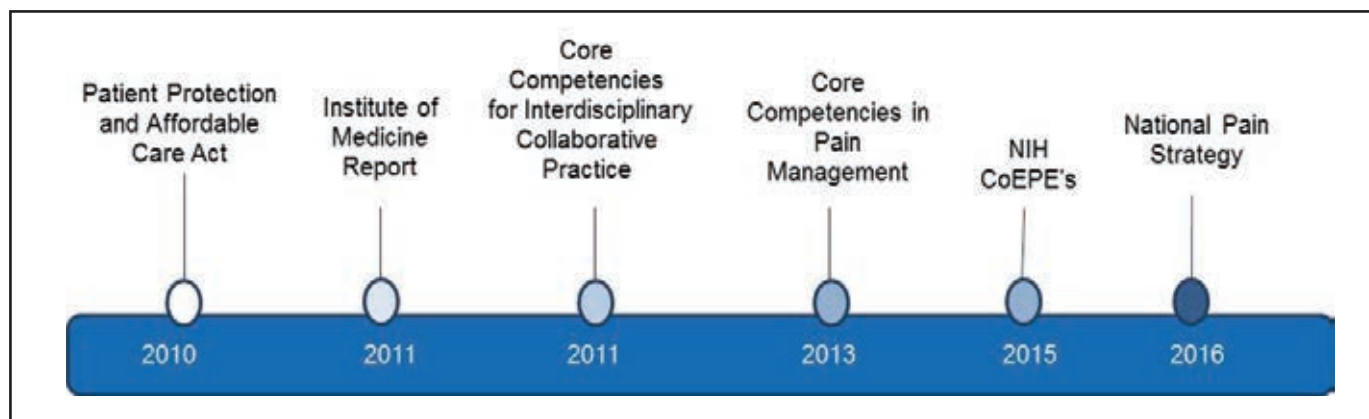 Patient Protection
and Affordable
Care Act
Institute of
Medicine
Report
Core
Competencies
for Interdisciplinary
Collaborative
Practice
Core
Competencies in
Pain
Management
NIH
CoEPE's
National Pain
Strategy
2010
2011
2011
2013
2015
2016